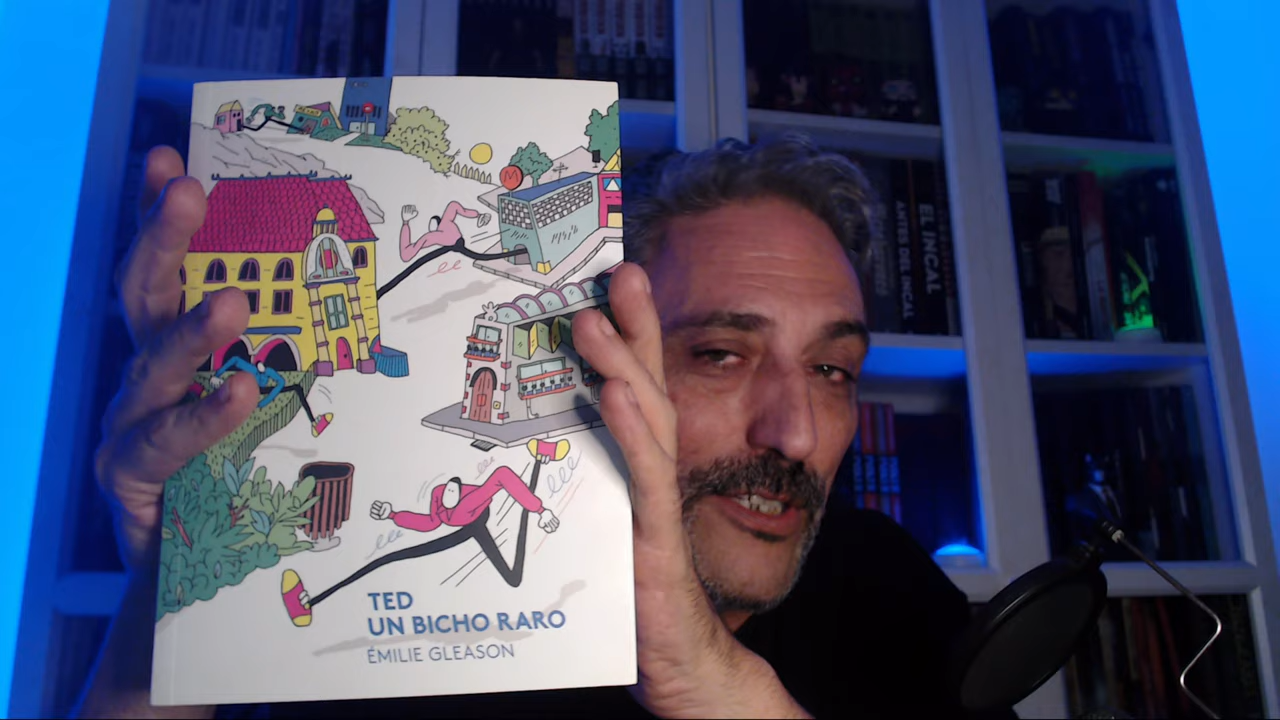 TED
UN BICHO RARO
ÉMILIE GLEASON
M
EL INCAL
ANTES DEL INCAL